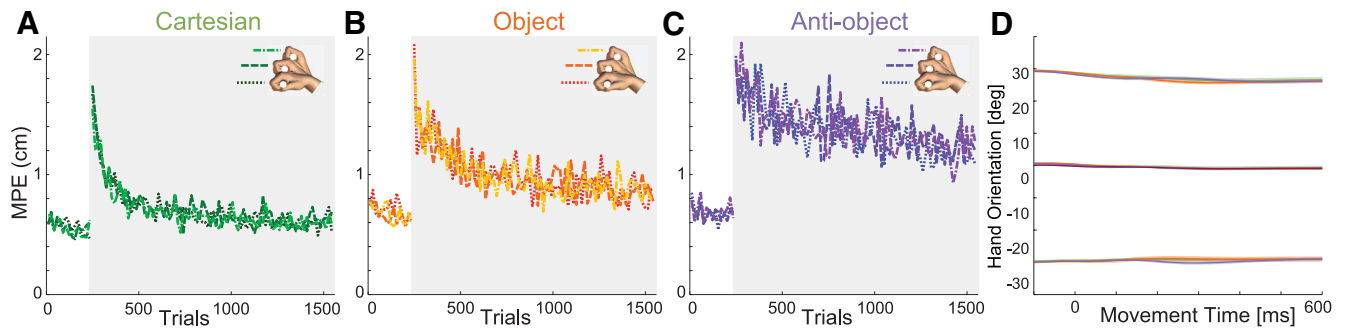 A Cartesian
MPE (cm)
2
1
0
0 500 1000 1500
Trials
B Object
2
1
0
0 500 1000 1500
Trials
C Anti-object
2
1
0
0 500 1000 1500
Trials
D
Hand Orientation [deg]
30
20
10
0
-10
-20
-30
0 600
Movement Time [ms]